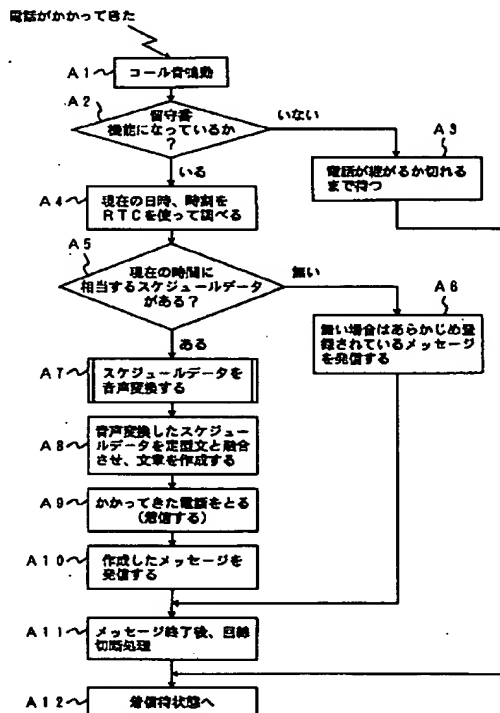 電話がかかってきた
A1
コール音鳴動
A2
留守番
機能になっているか
?
いない
A3
電話が繋がるか切れる
まで待つ
いる
A4
現在の日時、時刻を
RTCを使って調べる
A5
現在の時間に
相当するスケジュールデータ
がある?
無い
A6
無い場合はあらかじめ登
録されているメッセージ
を発信する
ある
A7
スケジュールデータを
音声変換する
A8
音声変換したスケジュー
ルデータを定型文と融合
させ、文章を作成する
A9
かかってきた電話をとる
(着信する)
A10
作成したメッセージを
発信する
A11
メッセージ終了後、回線
切断処理
A12
着信待状態へ